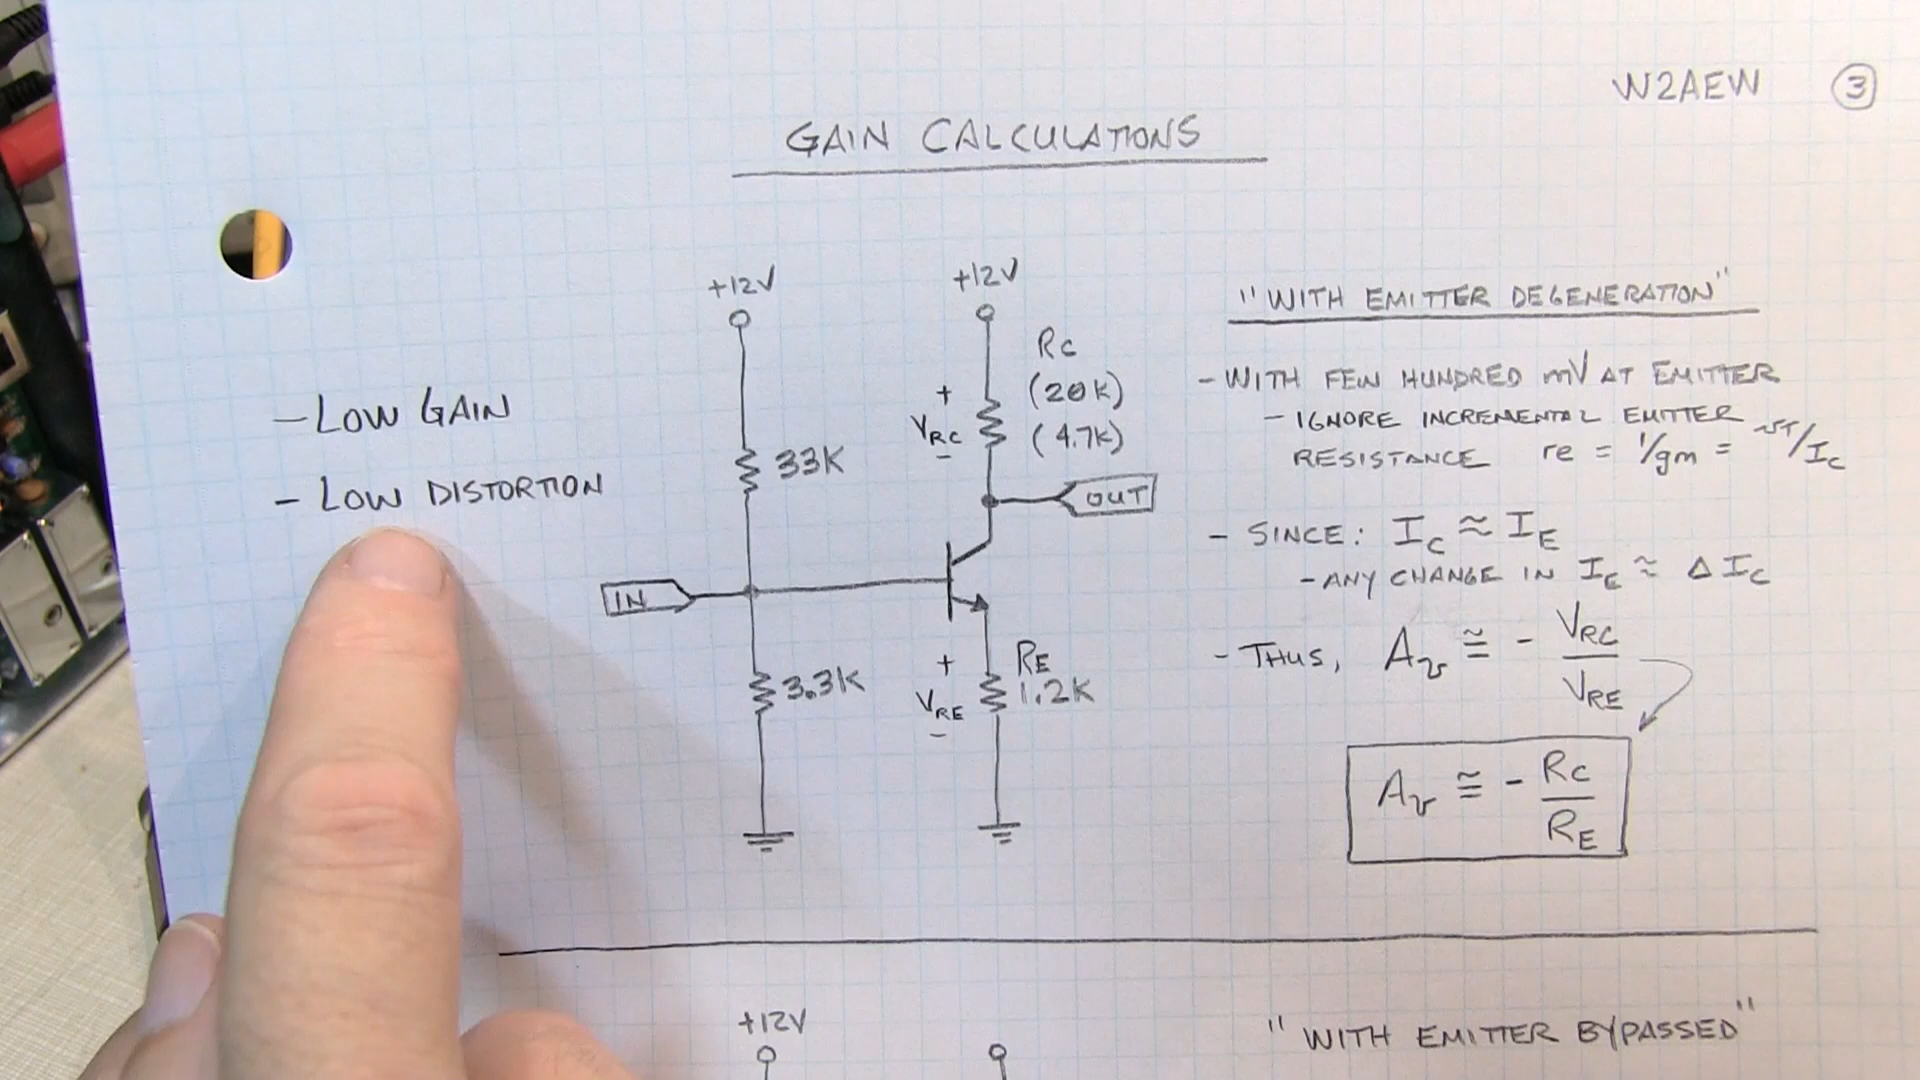 W2AEW 3
GAIN CALCULATIONS
- LOW GAIN
- LOW DISTORTION
+12V
+12V
RC
(20K)
(4.7K)
+
VRC
-
33K
OUT
IN
3.3K
+
VRE
-
RE
1.2K
"WITH EMITTER DEGENERATION"
- WITH FEW HUNDRED mV AT EMITTER
- IGNORE INCREMENTAL EMITTER
RESISTANCE re = 1/gm = VT/IC
- SINCE: IC ≈ IE
- ANY CHANGE IN IE ≈ Δ IC
- THUS, Av ≅ - VRC/VRE
Av ≅ - RC/RE
+12V
"WITH EMITTER BYPASSED"